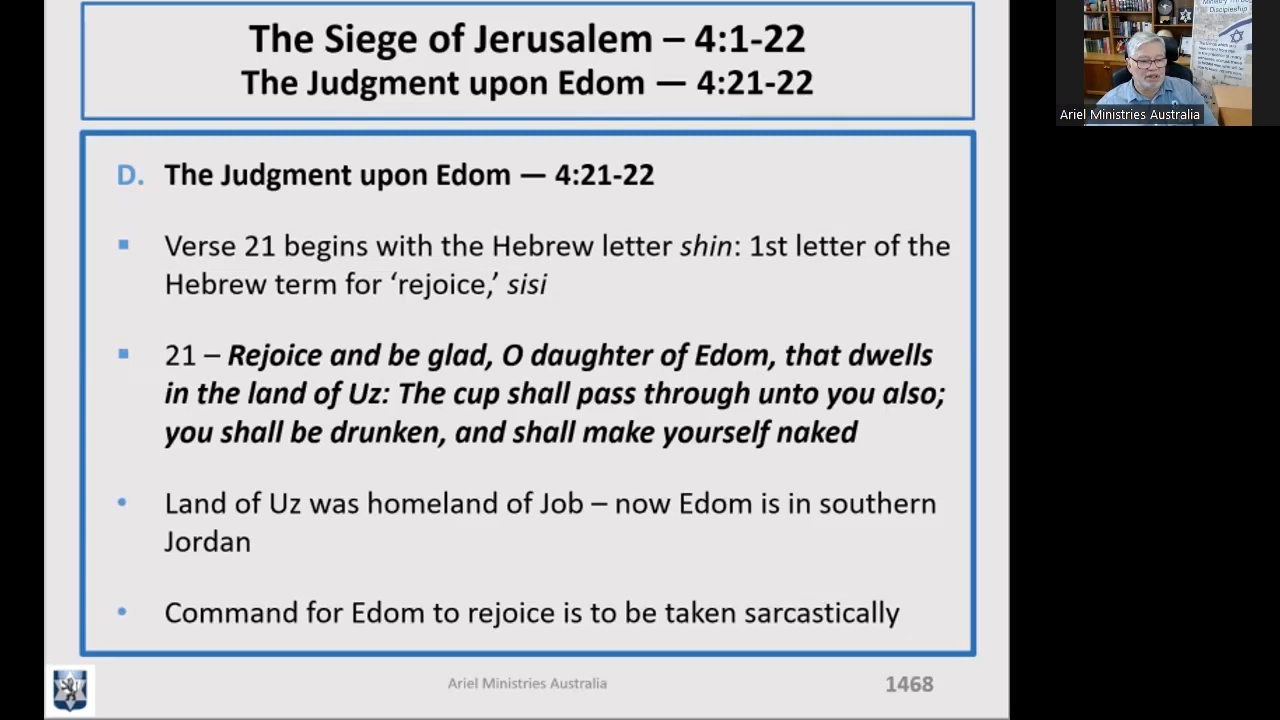 The Siege of Jerusalem – 4:1-22
The Judgment upon Edom — 4:21-22
D. The Judgment upon Edom — 4:21-22
▪ Verse 21 begins with the Hebrew letter shin: 1st letter of the
Hebrew term for ‘rejoice,’ sisi
▪ 21 – Rejoice and be glad, O daughter of Edom, that dwells
in the land of Uz: The cup shall pass through unto you also;
you shall be drunken, and shall make yourself naked
• Land of Uz was homeland of Job – now Edom is in southern
Jordan
• Command for Edom to rejoice is to be taken sarcastically
Ariel Ministries Australia
1468
Ministry Through
Discipleship
Ariel Ministries Australia